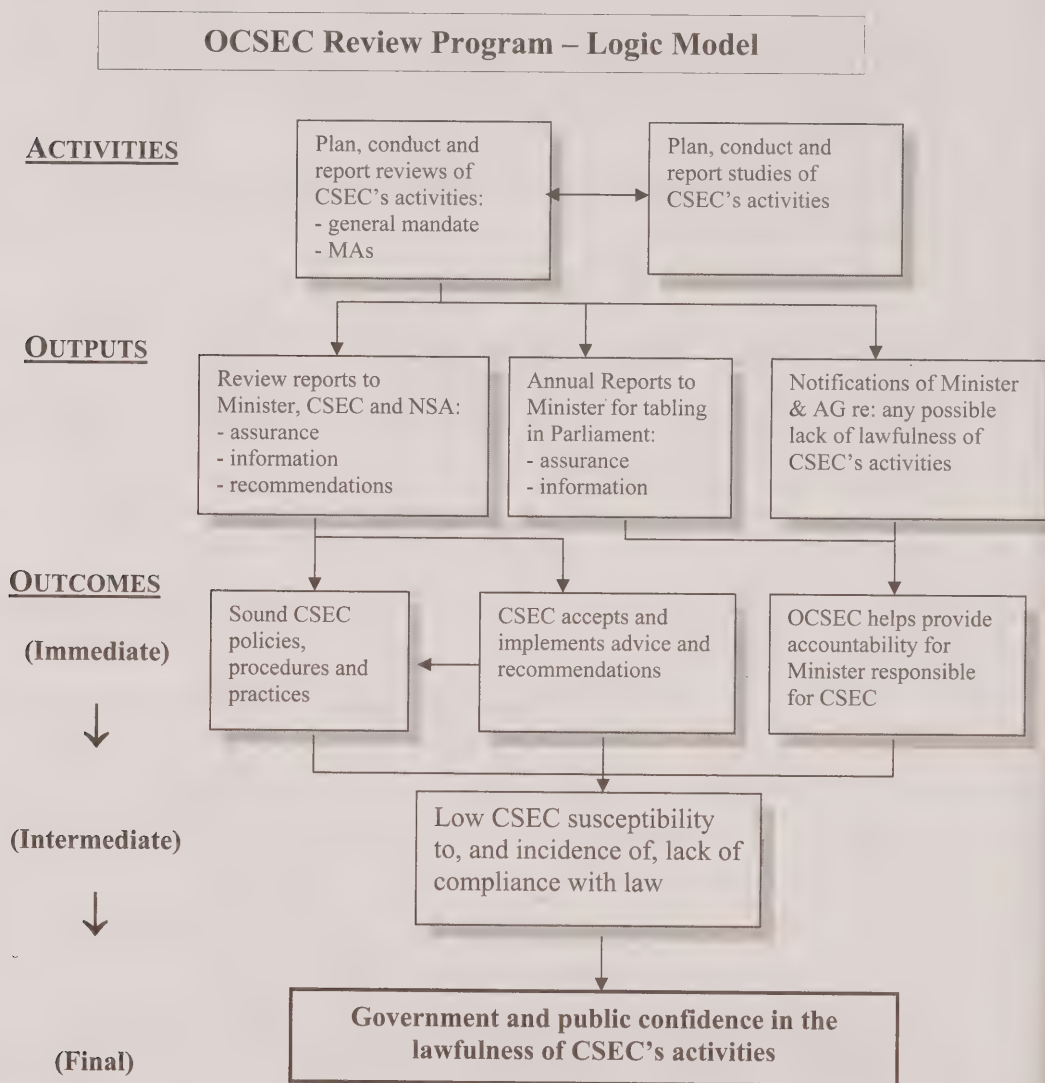 OCSEC Review Program – Logic Model
ACTIVITIES
Plan, conduct and
report reviews of
CSEC's activities:
- general mandate
- MAs
Plan, conduct and
report studies of
CSEC's activities
OUTPUTS
Review reports to
Minister, CSEC and NSA:
- assurance
- information
- recommendations
Annual Reports to
Minister for tabling
in Parliament:
- assurance
- information
Notifications of Minister
& AG re: any possible
lack of lawfulness of
CSEC's activities
OUTCOMES
(Immediate)
Sound CSEC
policies,
procedures and
practices
CSEC accepts and
implements advice and
recommendations
OCSEC helps provide
accountability for
Minister responsible
for CSEC
(Intermediate)
Low CSEC susceptibility
to, and incidence of, lack of
compliance with law
(Final)
Government and public confidence in the
lawfulness of CSEC's activities